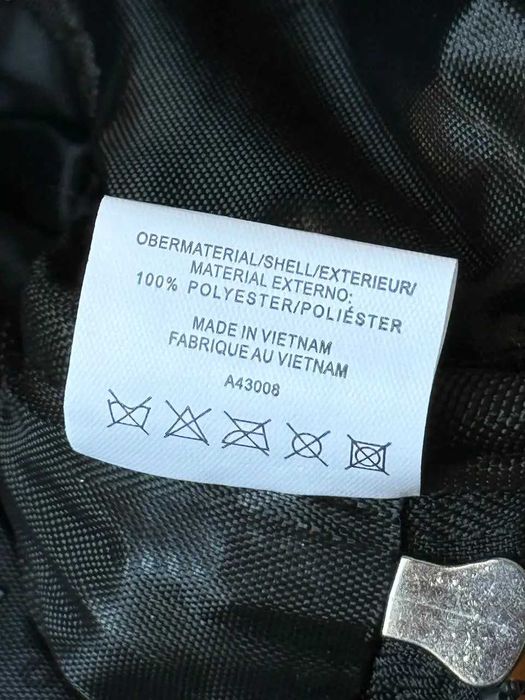 OBERMATERIAL/SHELL/EXTERIEUR/
MATERIAL EXTERNO:
100% POLYESTER/POLIÉSTER
MADE IN VIETNAM
FABRIQUE AU VIETNAM
A43008